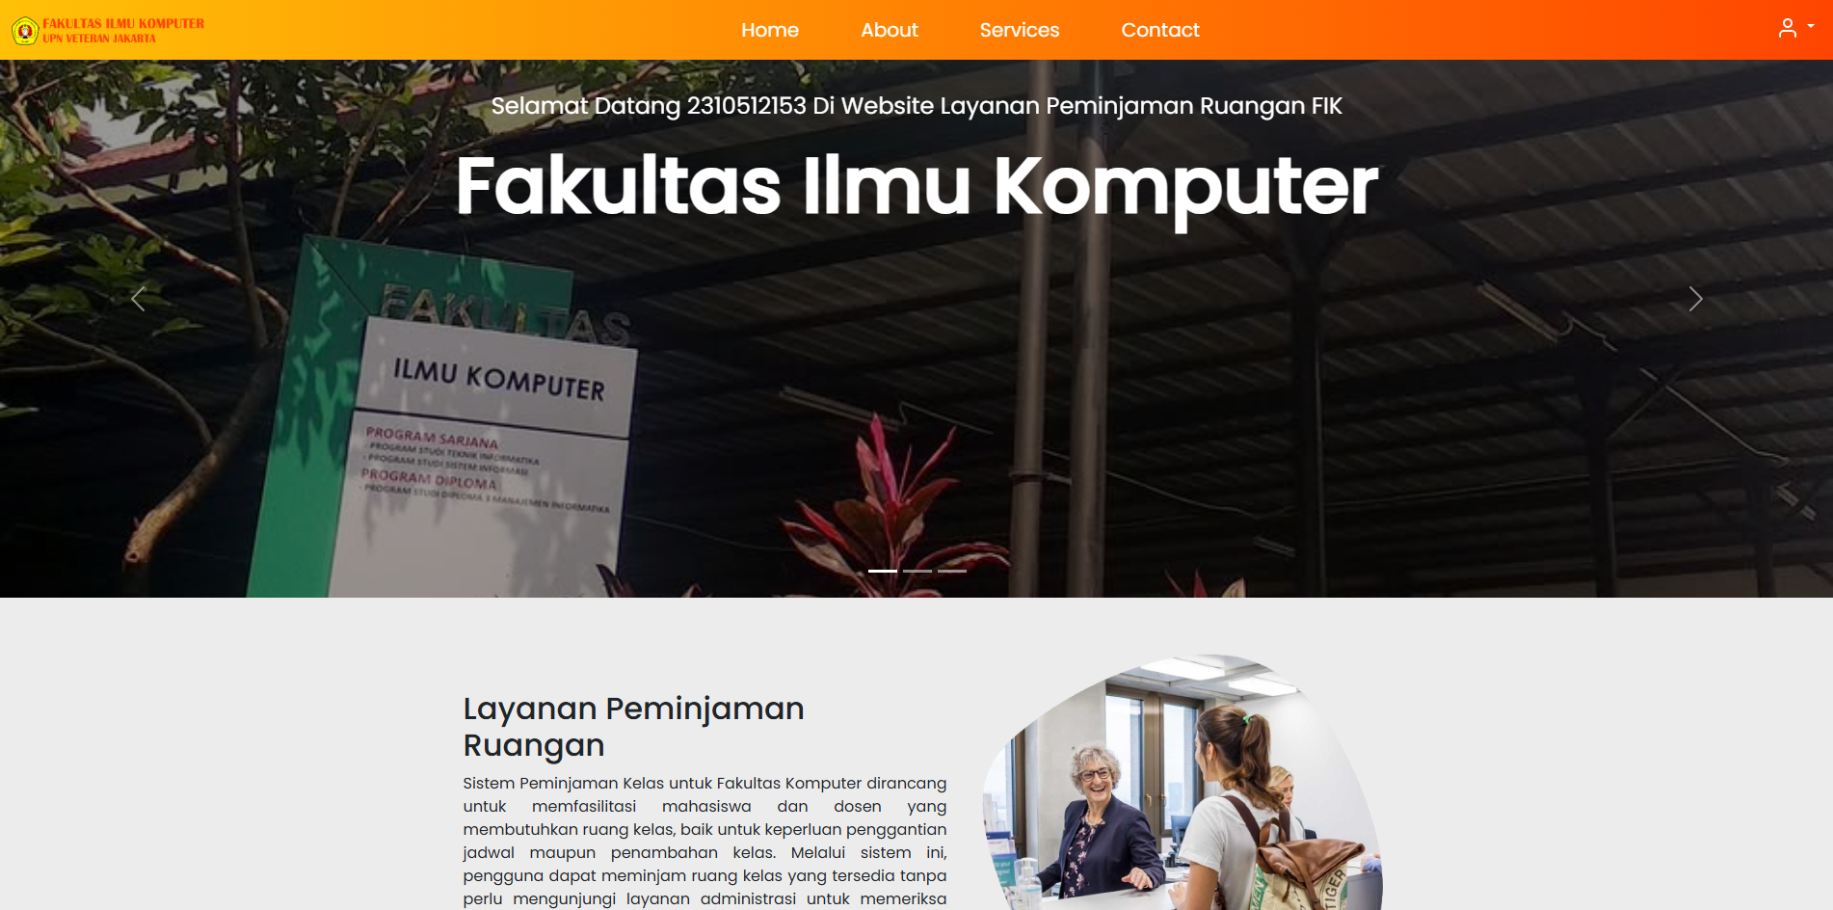 FAKULTAS ILMU KOMPUTER
UPN VETERAN JAKARTA
Home
About
Services
Contact
Selamat Datang 2310512153 Di Website Layanan Peminjaman Ruangan FIK
Fakultas Ilmu Komputer
FAKULTAS
ILMU KOMPUTER
PROGRAM SARJANA
- PROGRAM STUDI TEKNIK INFORMATIKA
- PROGRAM STUDI SISTEM INFORMASI
PROGRAM DIPLOMA
- PROGRAM STUDI DIPLOMA 3 MANAJEMEN INFORMATIKA
Layanan Peminjaman
Ruangan
Sistem Peminjaman Kelas untuk Fakultas Komputer dirancang
untuk memfasilitasi mahasiswa dan dosen yang
membutuhkan ruang kelas, baik untuk keperluan penggantian
jadwal maupun penambahan kelas. Melalui sistem ini,
pengguna dapat meminjam ruang kelas yang tersedia tanpa
perlu mengunjungi layanan administrasi untuk memeriksa
TIGER